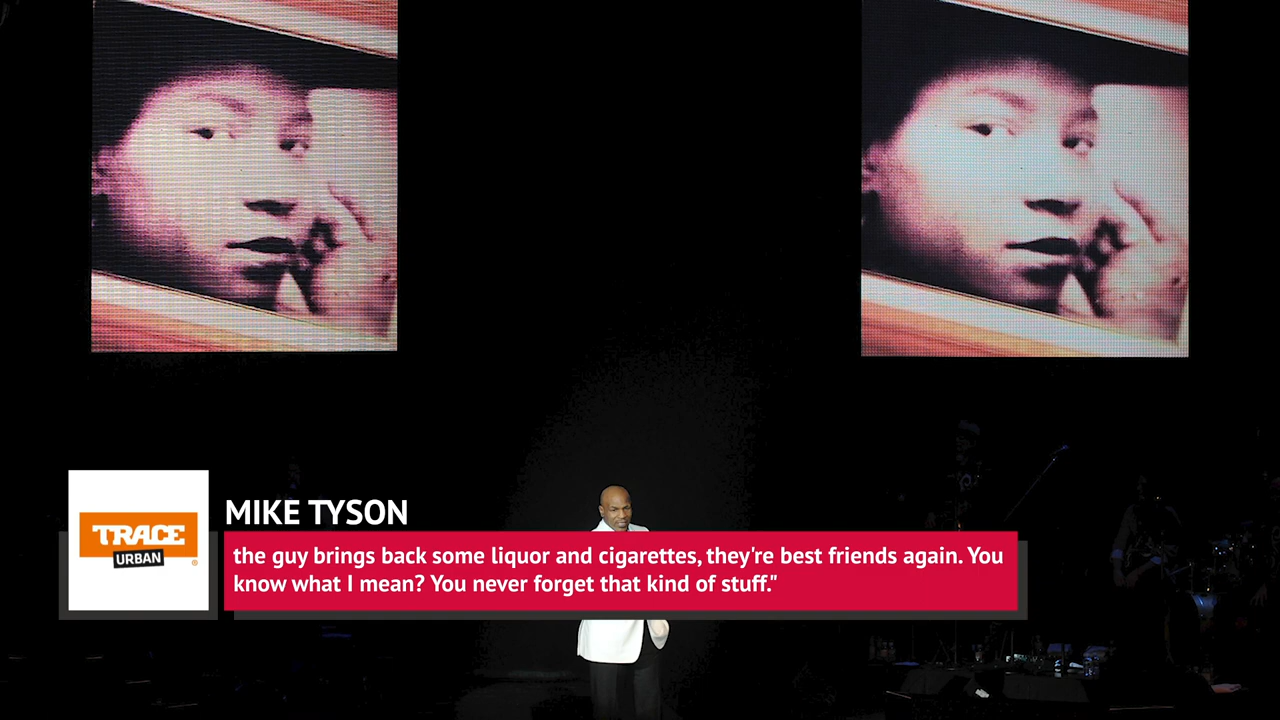 TRACE
URBAN
MIKE TYSON
the guy brings back some liquor and cigarettes, they're best friends again. You
know what I mean? You never forget that kind of stuff."